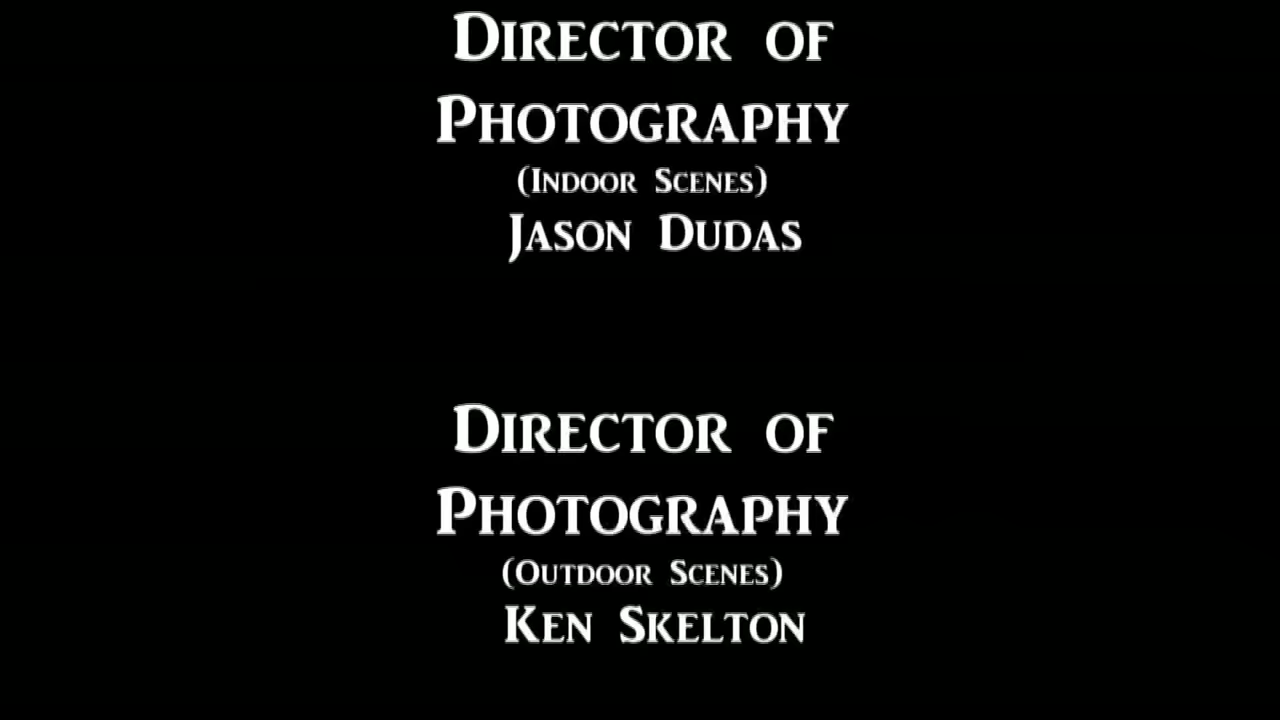 Director of
Photography
(Indoor Scenes)
Jason Dudas
Director of
Photography
(Outdoor Scenes)
Ken Skelton